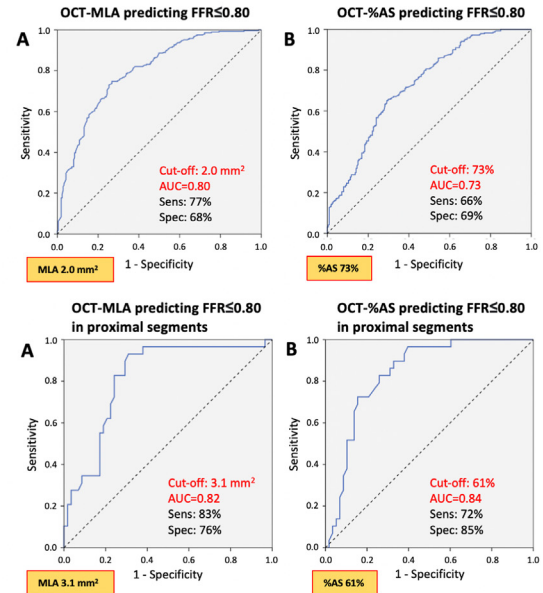 OCT-MLA predicting FFR≤0.80
A
1.0
0.8
0.6
0.4
0.2
0.0
Sensitivity
Cut-off: 2.0 mm²
AUC=0.80
Sens: 77%
Spec: 68%
0.0 0.2 0.4 0.6 0.8 1.0
1 - Specificity
MLA 2.0 mm²
OCT-%AS predicting FFR≤0.80
B
1.0
0.8
0.6
0.4
0.2
0.0
Sensitivity
Cut-off: 73%
AUC=0.73
Sens: 66%
Spec: 69%
0.0 0.2 0.4 0.6 0.8 1.0
1 - Specificity
%AS 73%
OCT-MLA predicting FFR≤0.80
in proximal segments
A
1.0
0.8
0.6
0.4
0.2
0.0
Sensitivity
Cut-off: 3.1 mm²
AUC=0.82
Sens: 83%
Spec: 76%
0.0 0.2 0.4 0.6 0.8 1.0
1 - Specificity
MLA 3.1 mm²
OCT-%AS predicting FFR≤0.80
in proximal segments
B
1.0
0.8
0.6
0.4
0.2
0.0
Sensitivity
Cut-off: 61%
AUC=0.84
Sens: 72%
Spec: 85%
0.0 0.2 0.4 0.6 0.8 1.0
1 - Specificity
%AS 61%